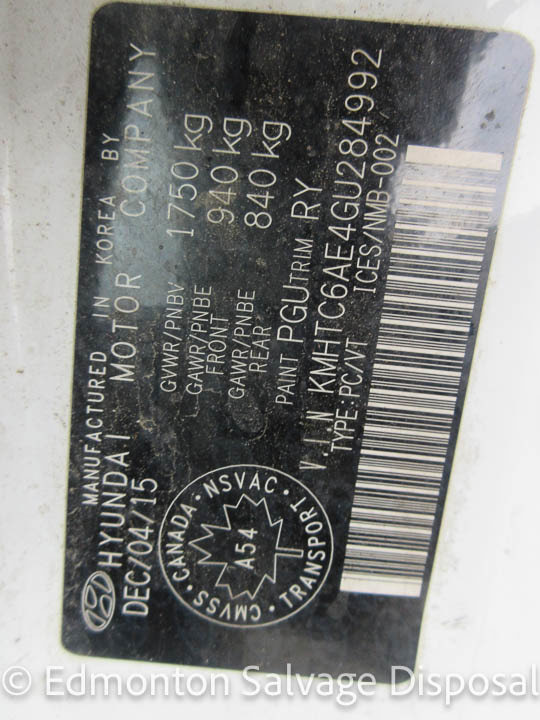 MANUFACTURED IN KOREA BY
HYUNDAI MOTOR COMPANY
DEC/04/15
GVWR/PNBV 1750 kg
GAWR/PNBE FRONT 940 kg
GAWR/PNBE REAR 840 kg
PAINT PGU TRIM RY
V.I.N KMHTC6AE4GU284992
TYPE:PC/VT ICES/NMB-002
CMVSS · CANADA · NSVAC · TRANSPORT ·
A54
© Edmonton Salvage Disposal